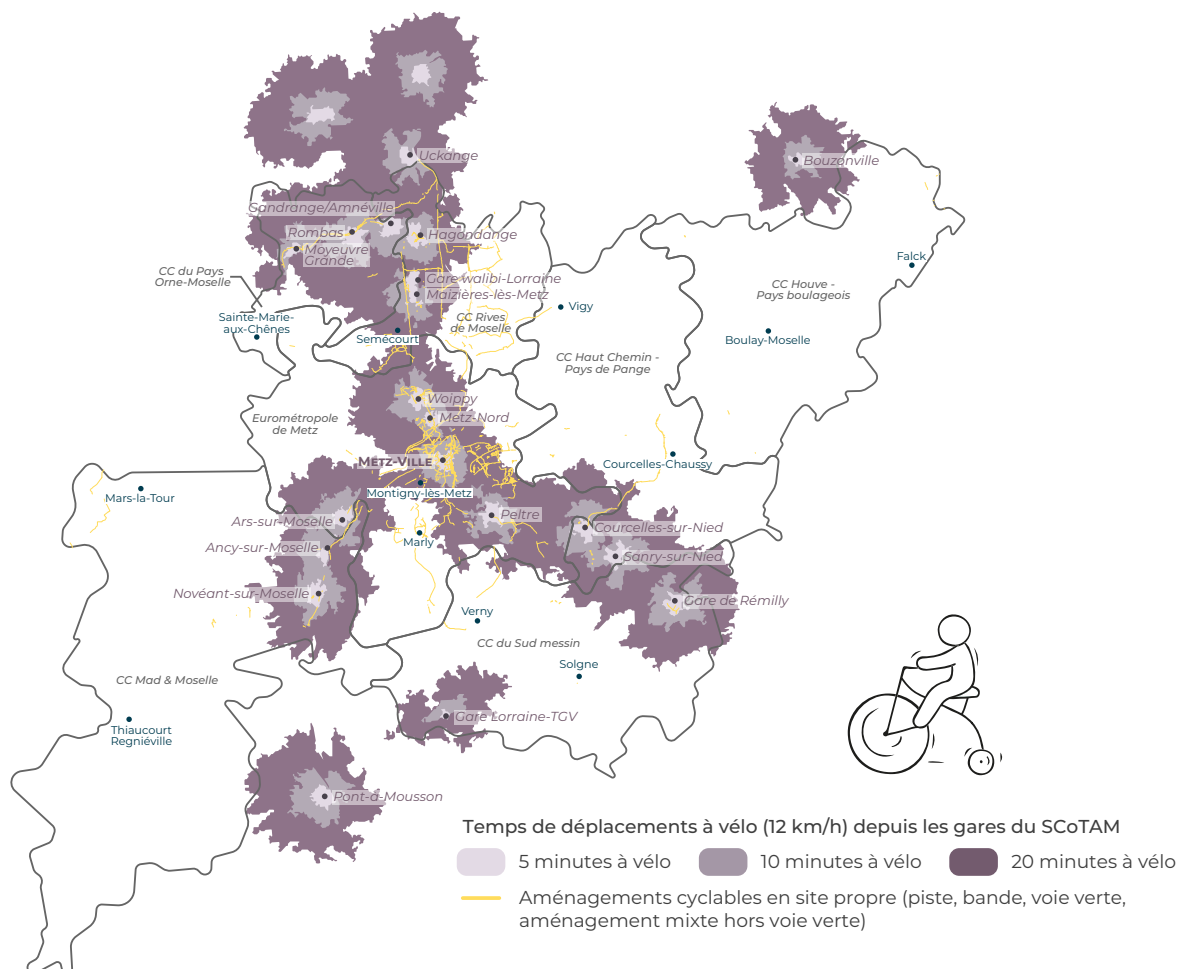 Uckange
Bouzonville
Gandrange/Amnéville
Rombas
Hagondange
Moyeuvre
Grande
Falck
CC du Pays
Orne-Moselle
Gare walibi-Lorraine
Maizières-lès-Metz
CC Houve -
Pays boulageois
Vigy
Sainte-Marie-
aux-Chênes
CC Rives
de Moselle
Semécourt
Boulay-Moselle
CC Haut Chemin -
Pays de Pange
Woippy
Eurométropole
de Metz
Metz-Nord
METZ-VILLE
Courcelles-Chaussy
Mars-la-Tour
Montigny-lès-Metz
Ars-sur-Moselle
Peltre
Courcelles-sur-Nied
Ancy-sur-Moselle
Marly
Sanry-sur-Nied
Novéant-sur-Moselle
Gare de Rémilly
Verny
CC du Sud messin
Solgne
CC Mad & Moselle
Gare Lorraine-TGV
Thiaucourt
Regniéville
Pont-à-Mousson
Temps de déplacements à vélo (12 km/h) depuis les gares du SCoTAM
5 minutes à vélo 10 minutes à vélo 20 minutes à vélo
Aménagements cyclables en site propre (piste, bande, voie verte,
aménagement mixte hors voie verte)